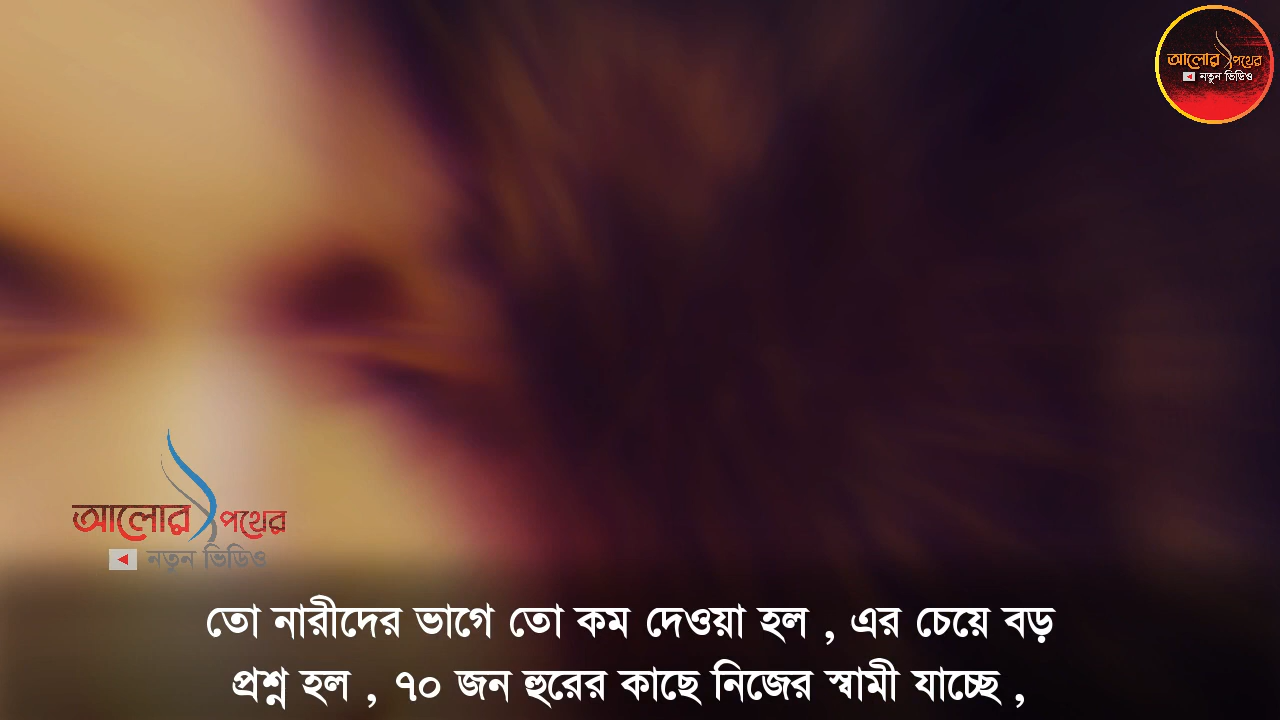 আলোর পথের
নতুন ভিডিও
আলোর পথের
নতুন ভিডিও
তো নারীদের ভাগে তো কম দেওয়া হল , এর চেয়ে বড়
প্রশ্ন হল , ৭০ জন হুরের কাছে নিজের স্বামী যাচ্ছে ,